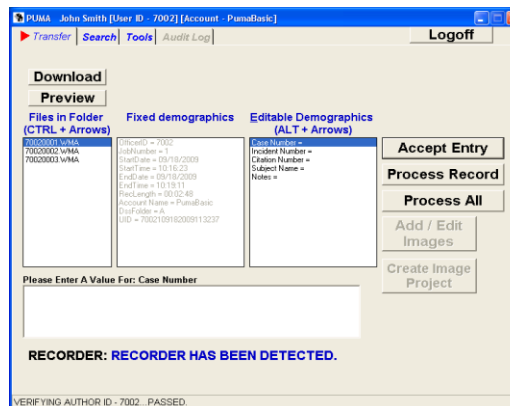 PUMA John Smith [User ID - 7002] [Account - PumaBasic]
Transfer Search Tools Audit Log Logoff
Download
Preview
Files in Folder
(CTRL + Arrows)
70020001.WMA
70020002.WMA
70020003.WMA
Fixed demographics
OfficerID = 7002
JobNumber = 1
StartDate = 09/18/2009
StartTime = 10:16:23
EndDate = 09/18/2009
EndTime = 10:19:11
RecLength = 00:02:48
Account Name = PumaBasic
DssFolder = A
UID = 7002109182009113237
Editable Demographics
(ALT + Arrows)
Case Number =
Incident Number =
Citation Number =
Subject Name =
Notes =
Accept Entry
Process Record
Process All
Add / Edit
Images
Create Image
Project
Please Enter A Value For: Case Number
RECORDER: RECORDER HAS BEEN DETECTED.
VERIFYING AUTHOR ID - 7002...PASSED.